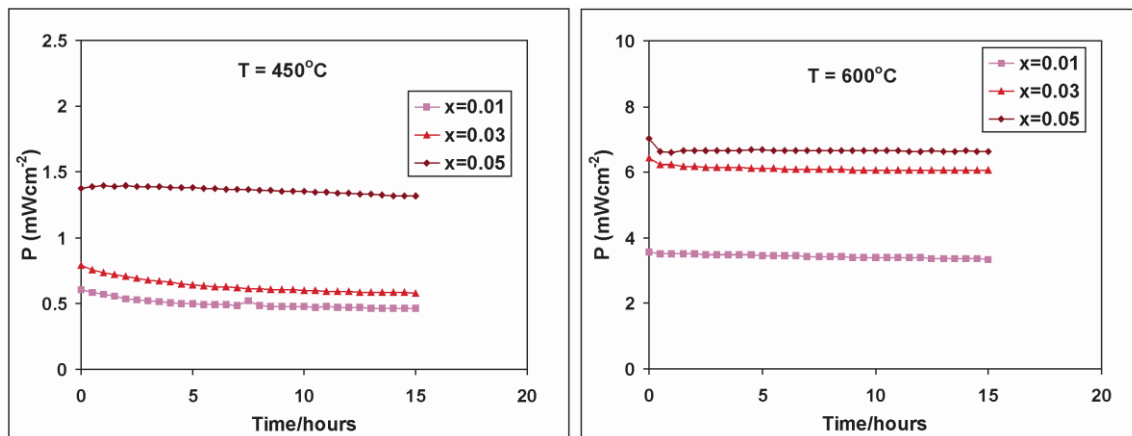 T = 450°C
x=0.01
x=0.03
x=0.05
P (mWcm-2)
2.5
2
1.5
1
0.5
0
0 5 10 15 20
Time/hours
T = 600°C
x=0.01
x=0.03
x=0.05
P (mWcm-2)
10
8
6
4
2
0
0 5 10 15 20
Time/hours